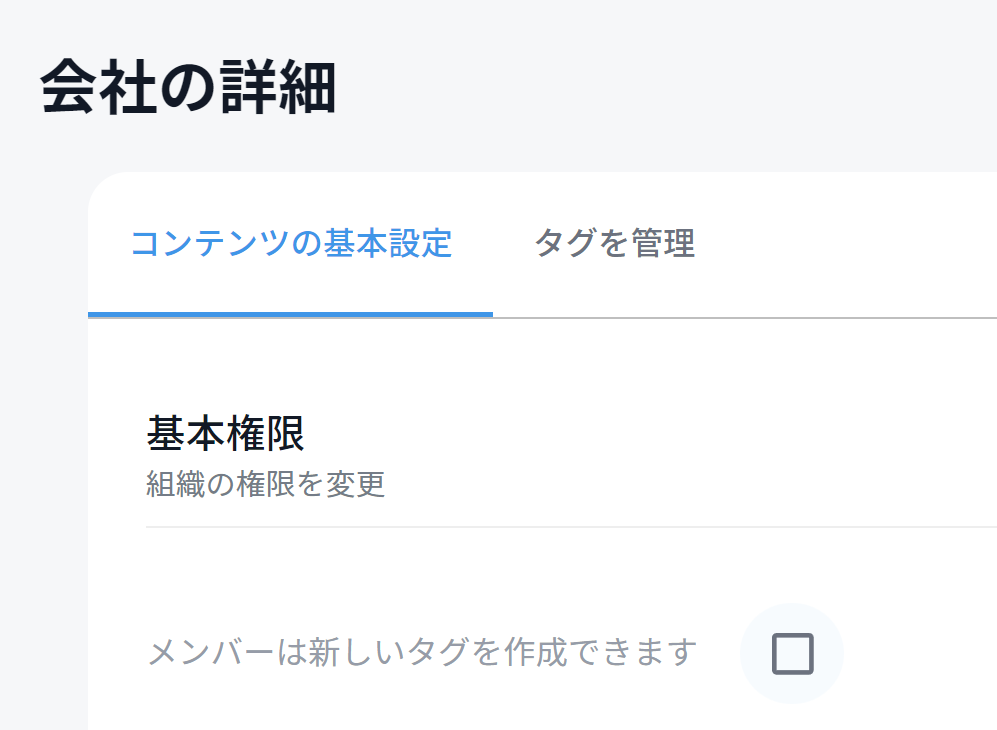 会社の詳細
コンテンツの基本設定 タグを管理
基本権限
組織の権限を変更
メンバーは新しいタグを作成できます